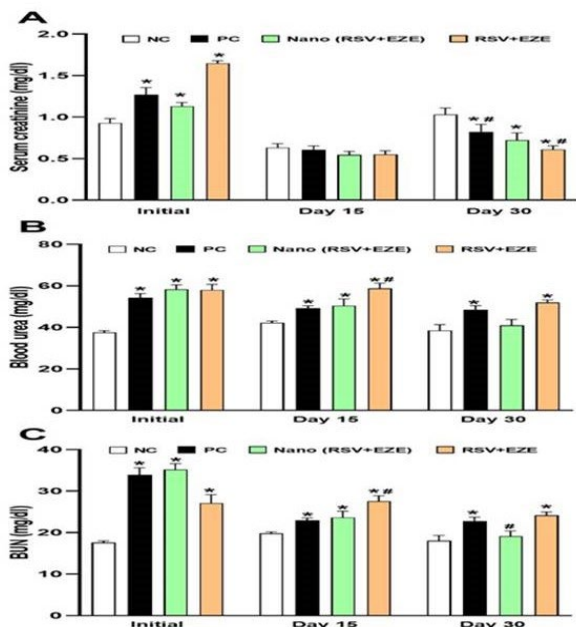 A
NC PC Nano (RSV+EZE) RSV+EZE
Serum creatinine (mg/dl)
2.0
1.5
1.0
0.5
0.0
* * *
*# * *#
Initial Day 15 Day 30
B
NC PC Nano (RSV+EZE) RSV+EZE
Blood urea (mg/dl)
80
60
40
20
0
* * *
* * *#
* *
Initial Day 15 Day 30
C
NC PC Nano (RSV+EZE) RSV+EZE
BUN (mg/dl)
40
30
20
10
0
* * *
* * *#
* # *
Initial Day 15 Day 30